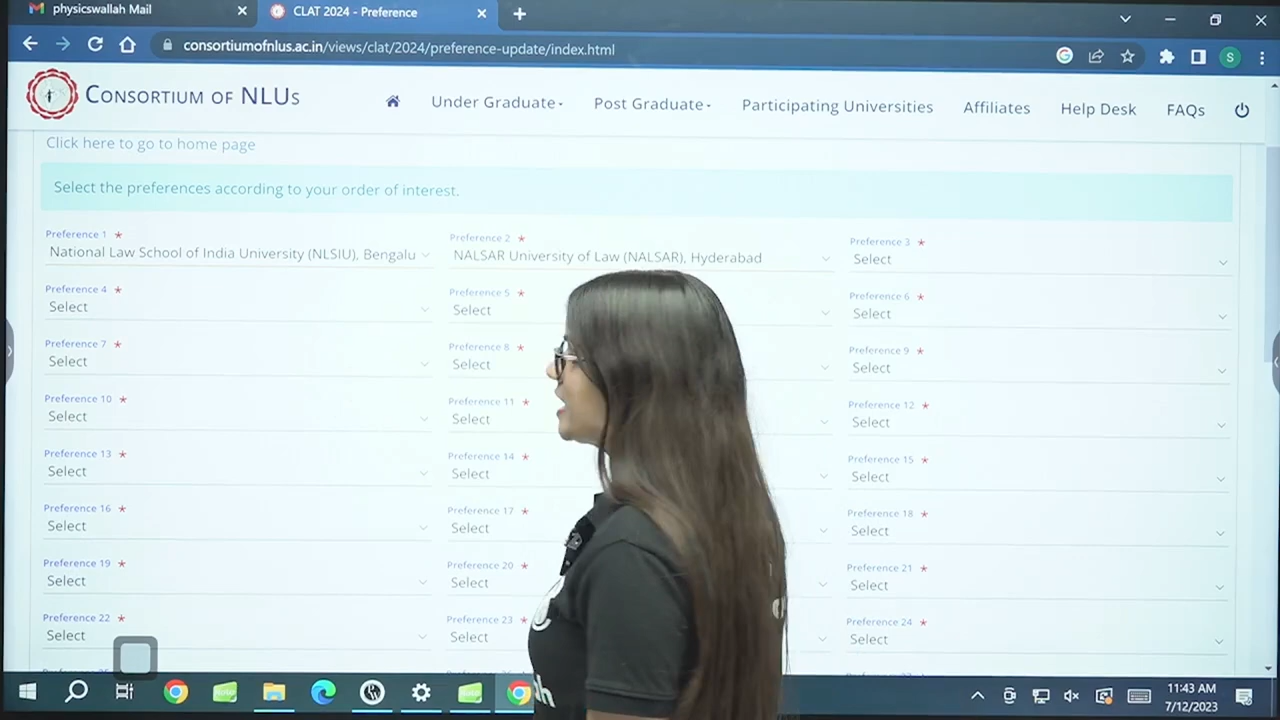 physicswallah Mail
CLAT 2024 - Preference
consortiumofnlus.ac.in/views/clat/2024/preference-update/index.html
S
CONSORTIUM OF NLUS
Under Graduate
Post Graduate
Participating Universities
Affiliates
Help Desk
FAQs
Click here to go to home page
Select the preferences according to your order of interest.
Preference 1 *
National Law School of India University (NLSIU), Bengalu
Preference 2 *
NALSAR University of Law (NALSAR), Hyderabad
Preference 3 *
Select
Preference 4 *
Select
Preference 5 *
Select
Preference 6 *
Select
Preference 7 *
Select
Preference 8 *
Select
Preference 9 *
Select
Preference 10 *
Select
Preference 11 *
Select
Preference 12 *
Select
Preference 13 *
Select
Preference 14 *
Select
Preference 15 *
Select
Preference 16 *
Select
Preference 17 *
Select
Preference 18 *
Select
Preference 19 *
Select
Preference 20 *
Select
Preference 21 *
Select
Preference 22 *
Select
Preference 23 *
Select
Preference 24 *
Select
11:43 AM
7/12/2023